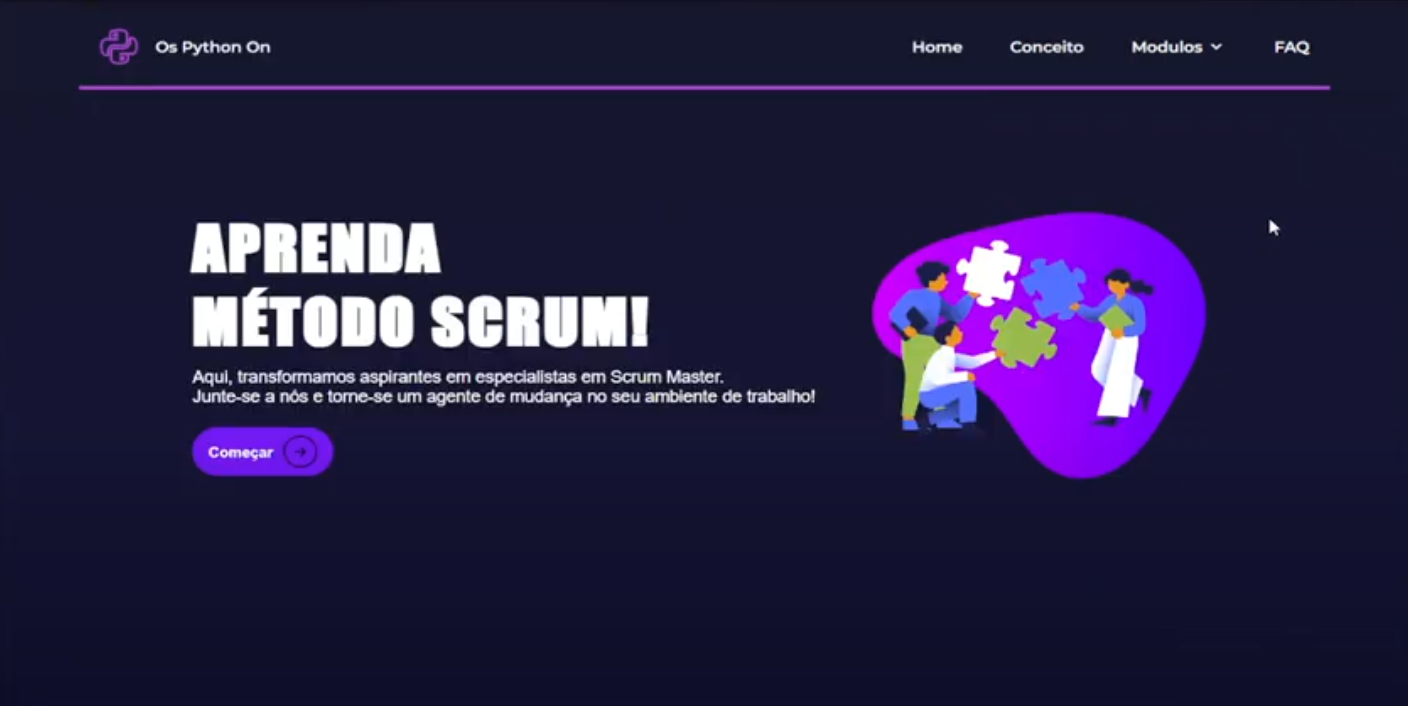 Os Python On
Home
Conceito
Modulos
FAQ
APRENDA
MÉTODO SCRUM!
Aqui, transformamos aspirantes em especialistas em Scrum Master.
Junte-se a nós e torne-se um agente de mudança no seu ambiente de trabalho!
Começar